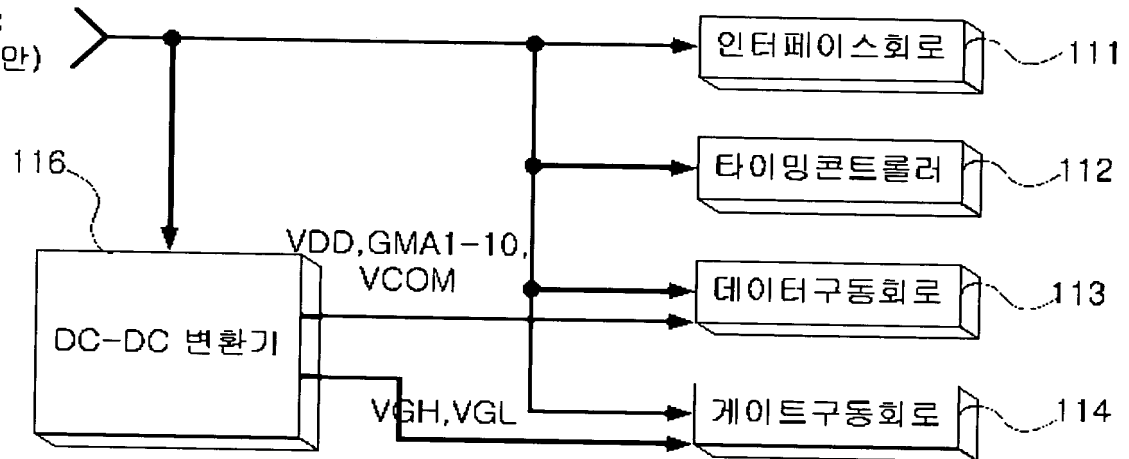 만)
인터페이스회로
111
116
타이밍콘트롤러
112
VDD,GMA1-10,
VCOM
데이터구동회로
113
DC-DC 변환기
VGH,VGL
게이트구동회로
114